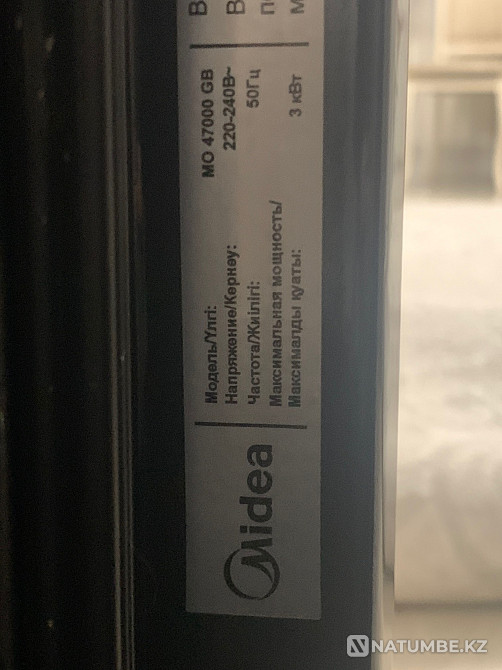 Midea
Модель/Үлгі: MO 47000 GB
Напряжение/Кернеу: 220-240В~
Частота/Жиілігі: 50Гц
Максимальная мощность/
Максималды қуаты: 3 кВт
NATUMBE.KZ